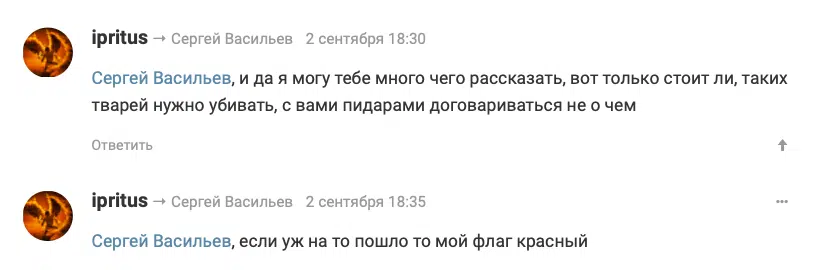 ipritus → Сергей Васильев 2 сентября 18:30
Сергей Васильев, и да я могу тебе много чего рассказать, вот только стоит ли, таких
тварей нужно убивать, с вами пидарами договариваться не о чем
Ответить
ipritus → Сергей Васильев 2 сентября 18:35
Сергей Васильев, если уж на то пошло то мой флаг красный